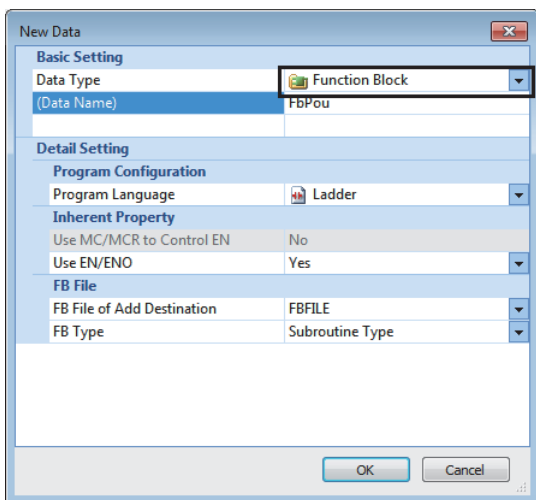 New Data
Basic Setting
Data Type Function Block
(Data Name) FbPou
Detail Setting
Program Configuration
Program Language Ladder
Inherent Property
Use MC/MCR to Control EN No
Use EN/ENO Yes
FB File
FB File of Add Destination FBFILE
FB Type Subroutine Type
OK Cancel